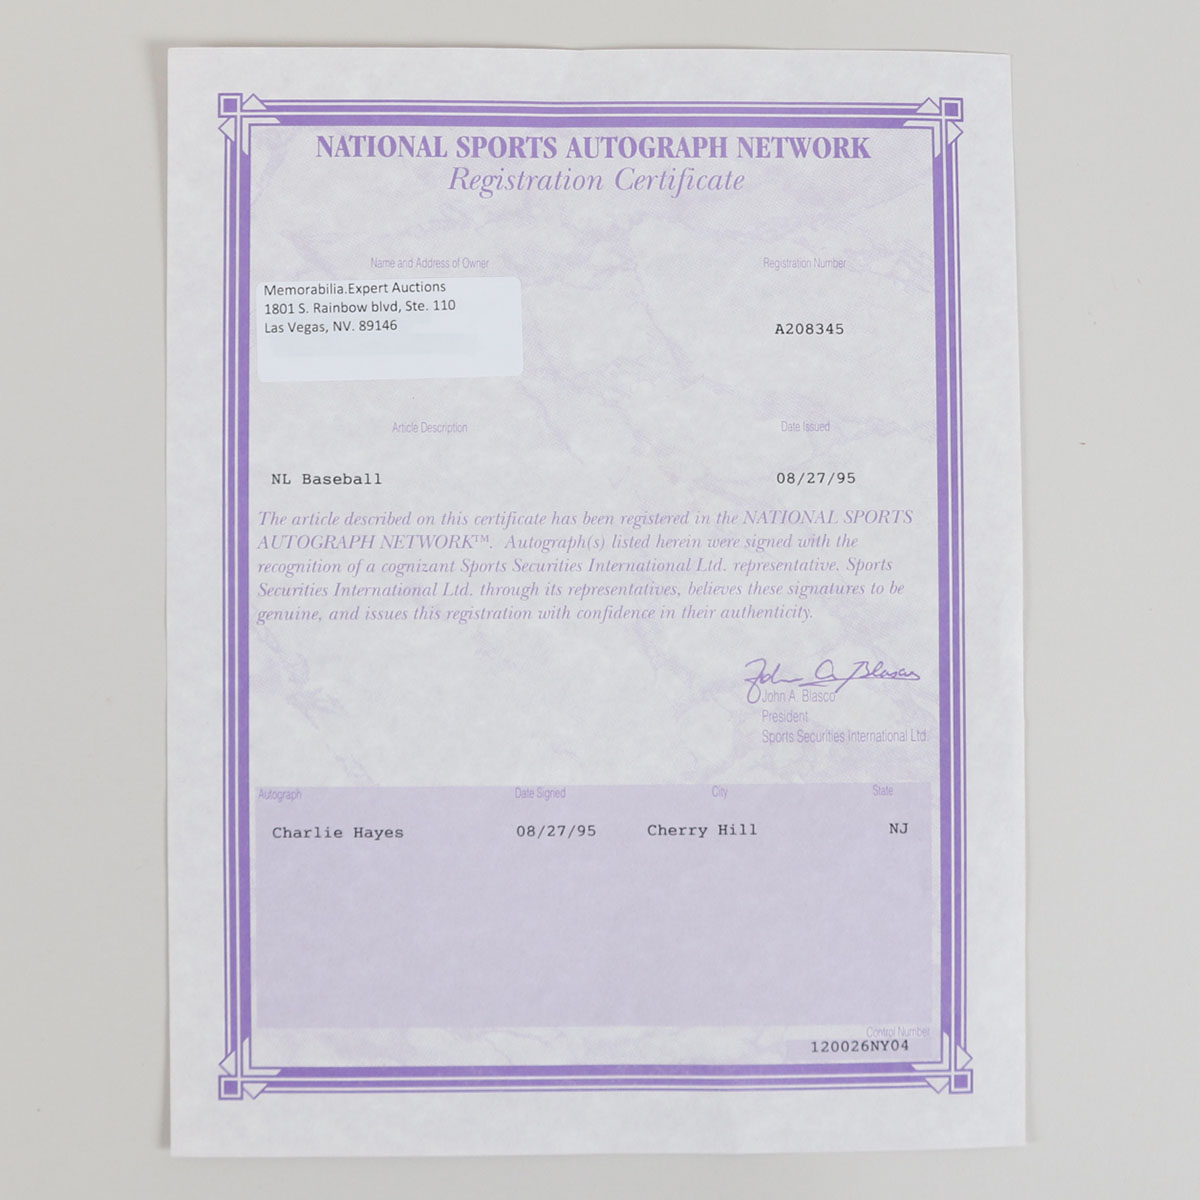 NATIONAL SPORTS AUTOGRAPH NETWORK
Registration Certificate
Name and Address of Owner
Registration Number
Memorabilia.Expert Auctions
1801 S. Rainbow blvd, Ste. 110
Las Vegas, NV. 89146
A208345
Article Description
Date Issued
NL Baseball
08/27/95
The article described on this certificate has been registered in the NATIONAL SPORTS
AUTOGRAPH NETWORK™. Autograph(s) listed herein were signed with the
recognition of a cognizant Sports Securities International Ltd. representative. Sports
Securities International Ltd. through its representatives, believes these signatures to be
genuine, and issues this registration with confidence in their authenticity.
John A. Blasco
John A. Blasco
President
Sports Securities International Ltd.
Autograph Date Signed City State
Charlie Hayes 08/27/95 Cherry Hill NJ
Control Number
120026NY04